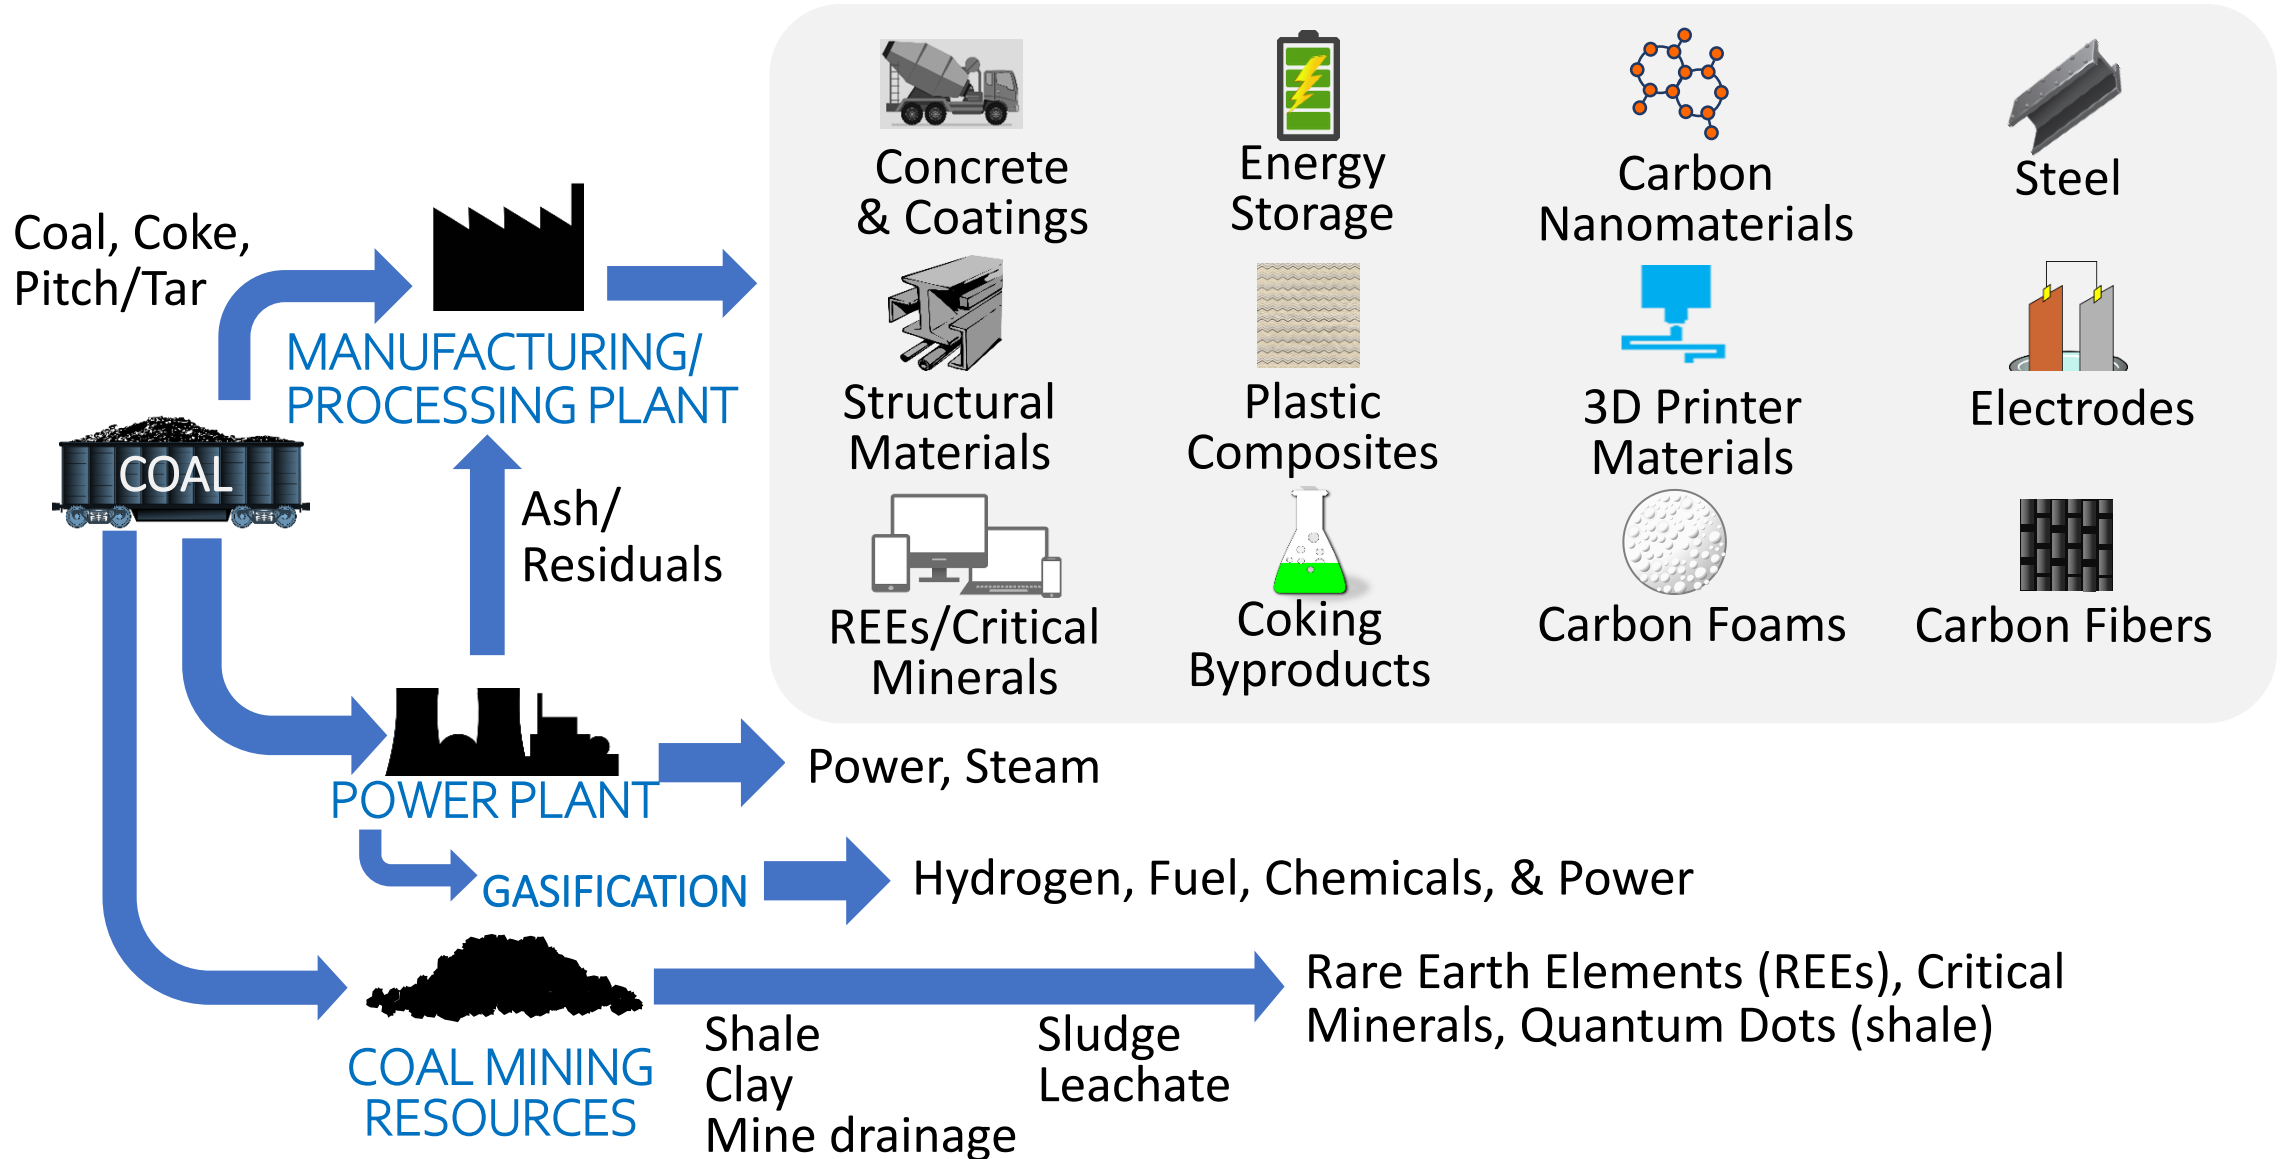 Concrete
& Coatings
Energy
Storage
Carbon
Nanomaterials
Steel
Coal, Coke,
Pitch/Tar
MANUFACTURING/
PROCESSING PLANT
Structural
Materials
Plastic
Composites
3D Printer
Materials
Electrodes
COAL
Ash/
Residuals
REEs/Critical
Minerals
Coking
Byproducts
Carbon Foams
Carbon Fibers
POWER PLANT
Power, Steam
GASIFICATION
Hydrogen, Fuel, Chemicals, & Power
COAL MINING
RESOURCES
Shale
Clay
Mine drainage
Sludge
Leachate
Rare Earth Elements (REEs), Critical
Minerals, Quantum Dots (shale)